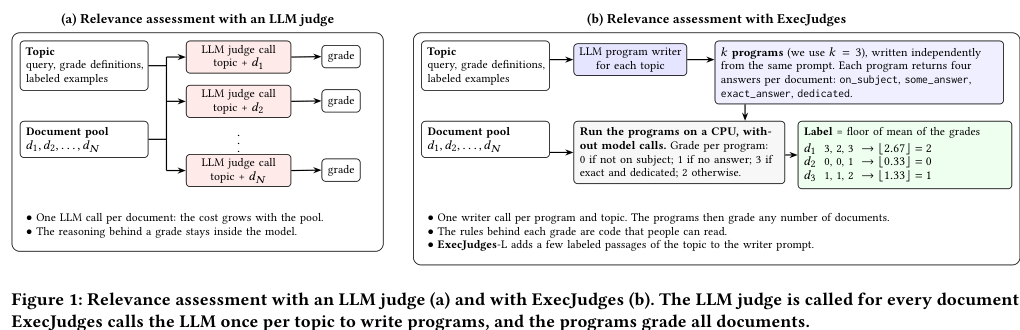 (a) Relevance assessment with an LLM judge
Topic
query, grade definitions,
labeled examples
Document pool
d1, d2, . . . , dN
LLM judge call
topic + d1
grade
LLM judge call
topic + d2
grade
.
.
.
LLM judge call
topic + dN
grade
● One LLM call per document: the cost grows with the pool.
● The reasoning behind a grade stays inside the model.
(b) Relevance assessment with ExecJudges
Topic
query, grade definitions,
labeled examples
LLM program writer
for each topic
k programs (we use k = 3), written independently
from the same prompt. Each program returns four
answers per document: on_subject, some_answer,
exact_answer, dedicated.
Document pool
d1, d2, . . . , dN
Run the programs on a CPU, with-
out model calls. Grade per program:
0 if not on subject; 1 if no answer; 3 if
exact and dedicated; 2 otherwise.
Label = floor of mean of the grades
d1 3, 2, 3 → ⌊2.67⌋ = 2
d2 0, 0, 1 → ⌊0.33⌋ = 0
d3 1, 1, 2 → ⌊1.33⌋ = 1
● One writer call per program and topic. The programs then grade any number of documents.
● The rules behind each grade are code that people can read.
● ExecJudges-L adds a few labeled passages of the topic to the writer prompt.
Figure 1: Relevance assessment with an LLM judge (a) and with ExecJudges (b). The LLM judge is called for every document
ExecJudges calls the LLM once per topic to write programs, and the programs grade all documents.